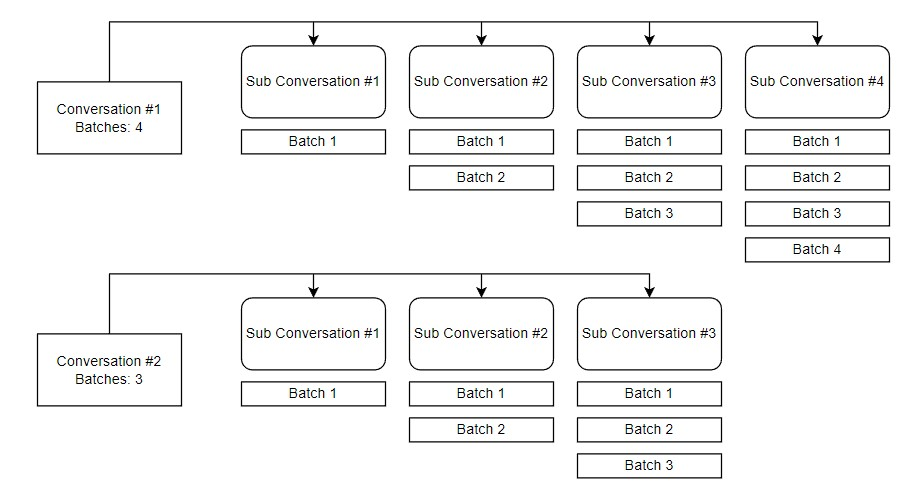 Conversation #1
Batches: 4
Sub Conversation #1
Batch 1
Sub Conversation #2
Batch 1
Batch 2
Sub Conversation #3
Batch 1
Batch 2
Batch 3
Sub Conversation #4
Batch 1
Batch 2
Batch 3
Batch 4
Conversation #2
Batches: 3
Sub Conversation #1
Batch 1
Sub Conversation #2
Batch 1
Batch 2
Sub Conversation #3
Batch 1
Batch 2
Batch 3